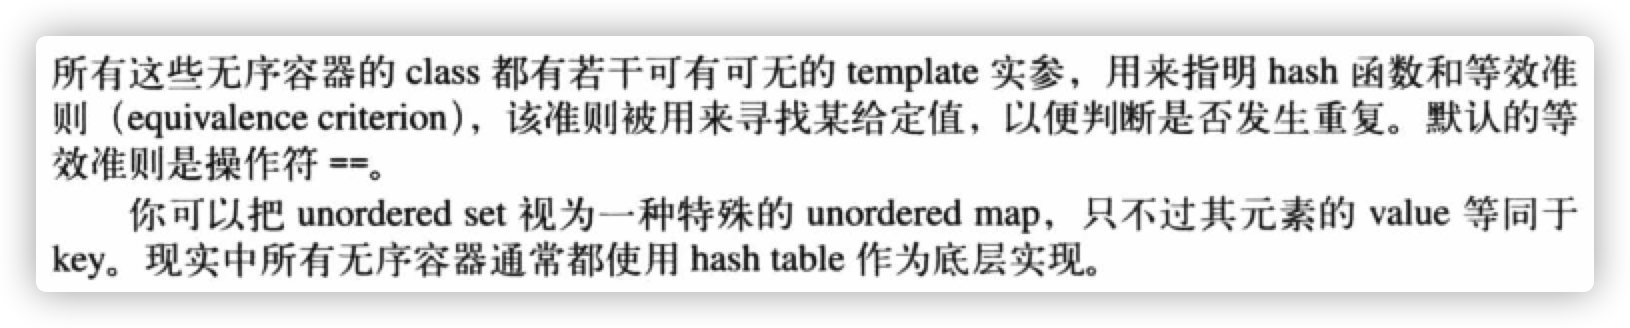 所有这些无序容器的 class 都有若干可有可无的 template 实参，用来指明 hash 函数和等效准
则（equivalence criterion），该准则被用来寻找某给定值，以便判断是否发生重复。默认的等
效准则是操作符 ==。
你可以把 unordered set 视为一种特殊的 unordered map，只不过其元素的 value 等同于
key。现实中所有无序容器通常都使用 hash table 作为底层实现。